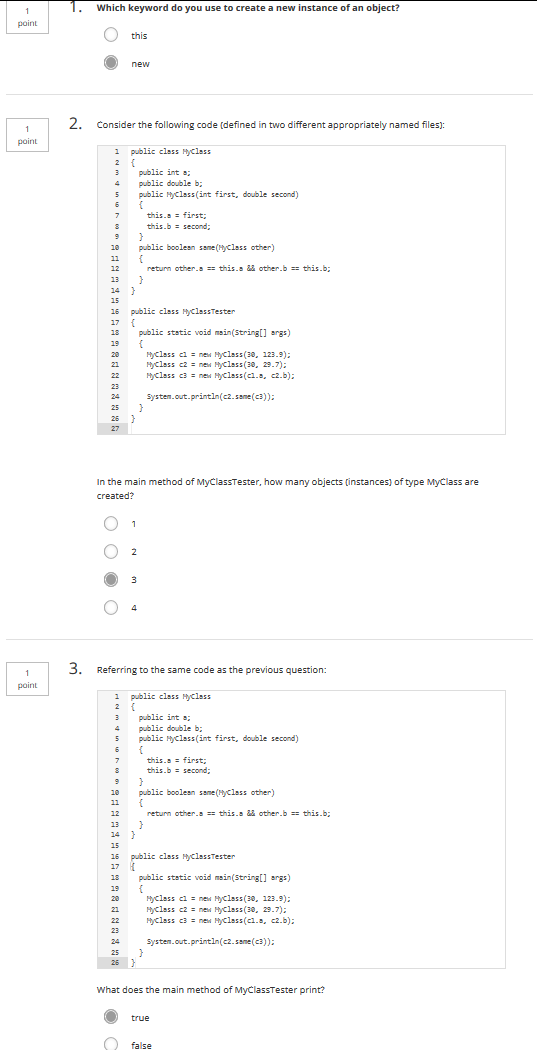 1
point
1. Which keyword do you use to create a new instance of an object?
this
new
1
point
2. Consider the following code (defined in two different appropriately named files):
1 public class MyClass
2 {
3 public int a;
4 public double b;
5 public MyClass(int first, double second)
6 {
7 this.a = first;
8 this.b = second;
9 }
10 public boolean same(MyClass other)
11 {
12 return other.a == this.a && other.b == this.b;
13 }
14 }
15
16 public class MyClassTester
17 {
18 public static void main(String[] args)
19 {
20 MyClass c1 = new MyClass(30, 123.9);
21 MyClass c2 = new MyClass(30, 29.7);
22 MyClass c3 = new MyClass(c1.a, c2.b);
23
24 System.out.println(c2.same(c3));
25 }
26 }
27
In the main method of MyClassTester, how many objects (instances) of type MyClass are
created?
1
2
3
4
1
point
3. Referring to the same code as the previous question:
1 public class MyClass
2 {
3 public int a;
4 public double b;
5 public MyClass(int first, double second)
6 {
7 this.a = first;
8 this.b = second;
9 }
10 public boolean same(MyClass other)
11 {
12 return other.a == this.a && other.b == this.b;
13 }
14 }
15
16 public class MyClassTester
17 {
18 public static void main(String[] args)
19 {
20 MyClass c1 = new MyClass(30, 123.9);
21 MyClass c2 = new MyClass(30, 29.7);
22 MyClass c3 = new MyClass(c1.a, c2.b);
23
24 System.out.println(c2.same(c3));
25 }
26 }
What does the main method of MyClassTester print?
true
false